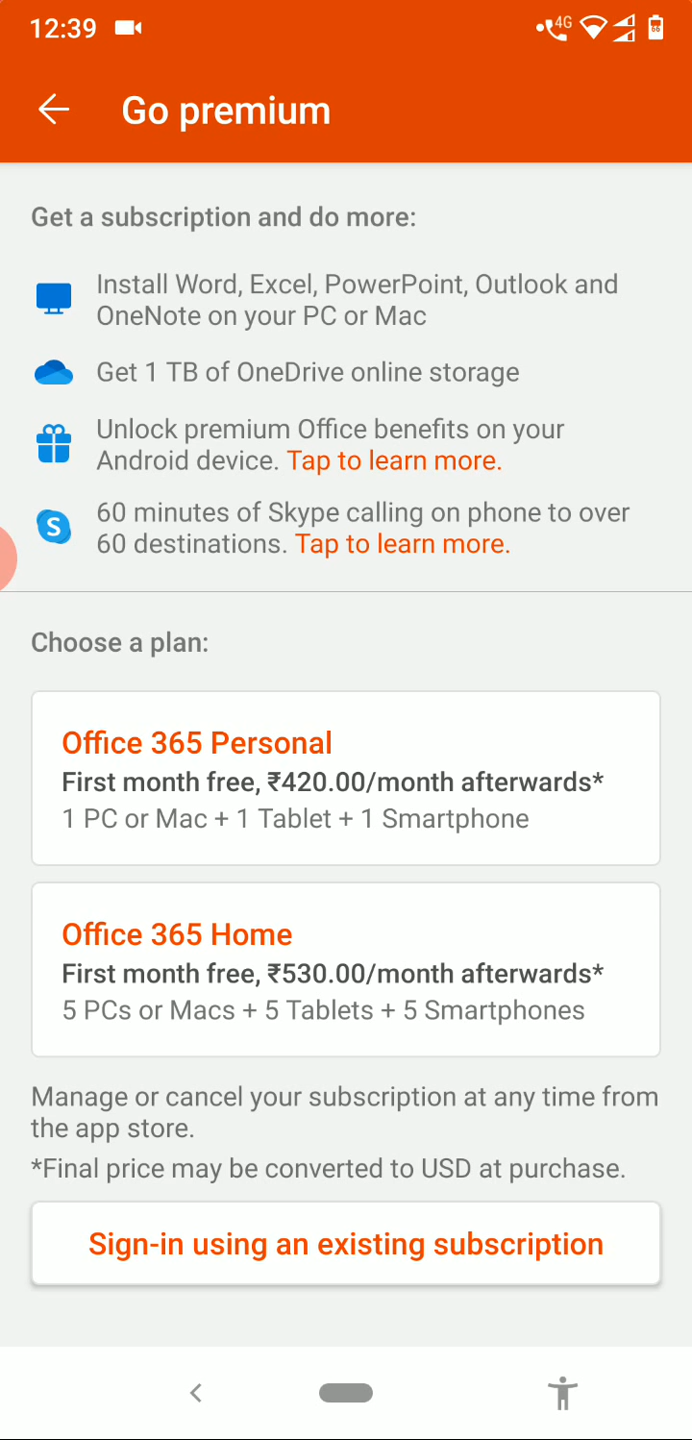 12:39
4G
66
Go premium
Get a subscription and do more:
Install Word, Excel, PowerPoint, Outlook and
OneNote on your PC or Mac
Get 1 TB of OneDrive online storage
Unlock premium Office benefits on your
Android device. Tap to learn more.
S
60 minutes of Skype calling on phone to over
60 destinations. Tap to learn more.
Choose a plan:
Office 365 Personal
First month free, ₹420.00/month afterwards*
1 PC or Mac + 1 Tablet + 1 Smartphone
Office 365 Home
First month free, ₹530.00/month afterwards*
5 PCs or Macs + 5 Tablets + 5 Smartphones
Manage or cancel your subscription at any time from
the app store.
*Final price may be converted to USD at purchase.
Sign-in using an existing subscription